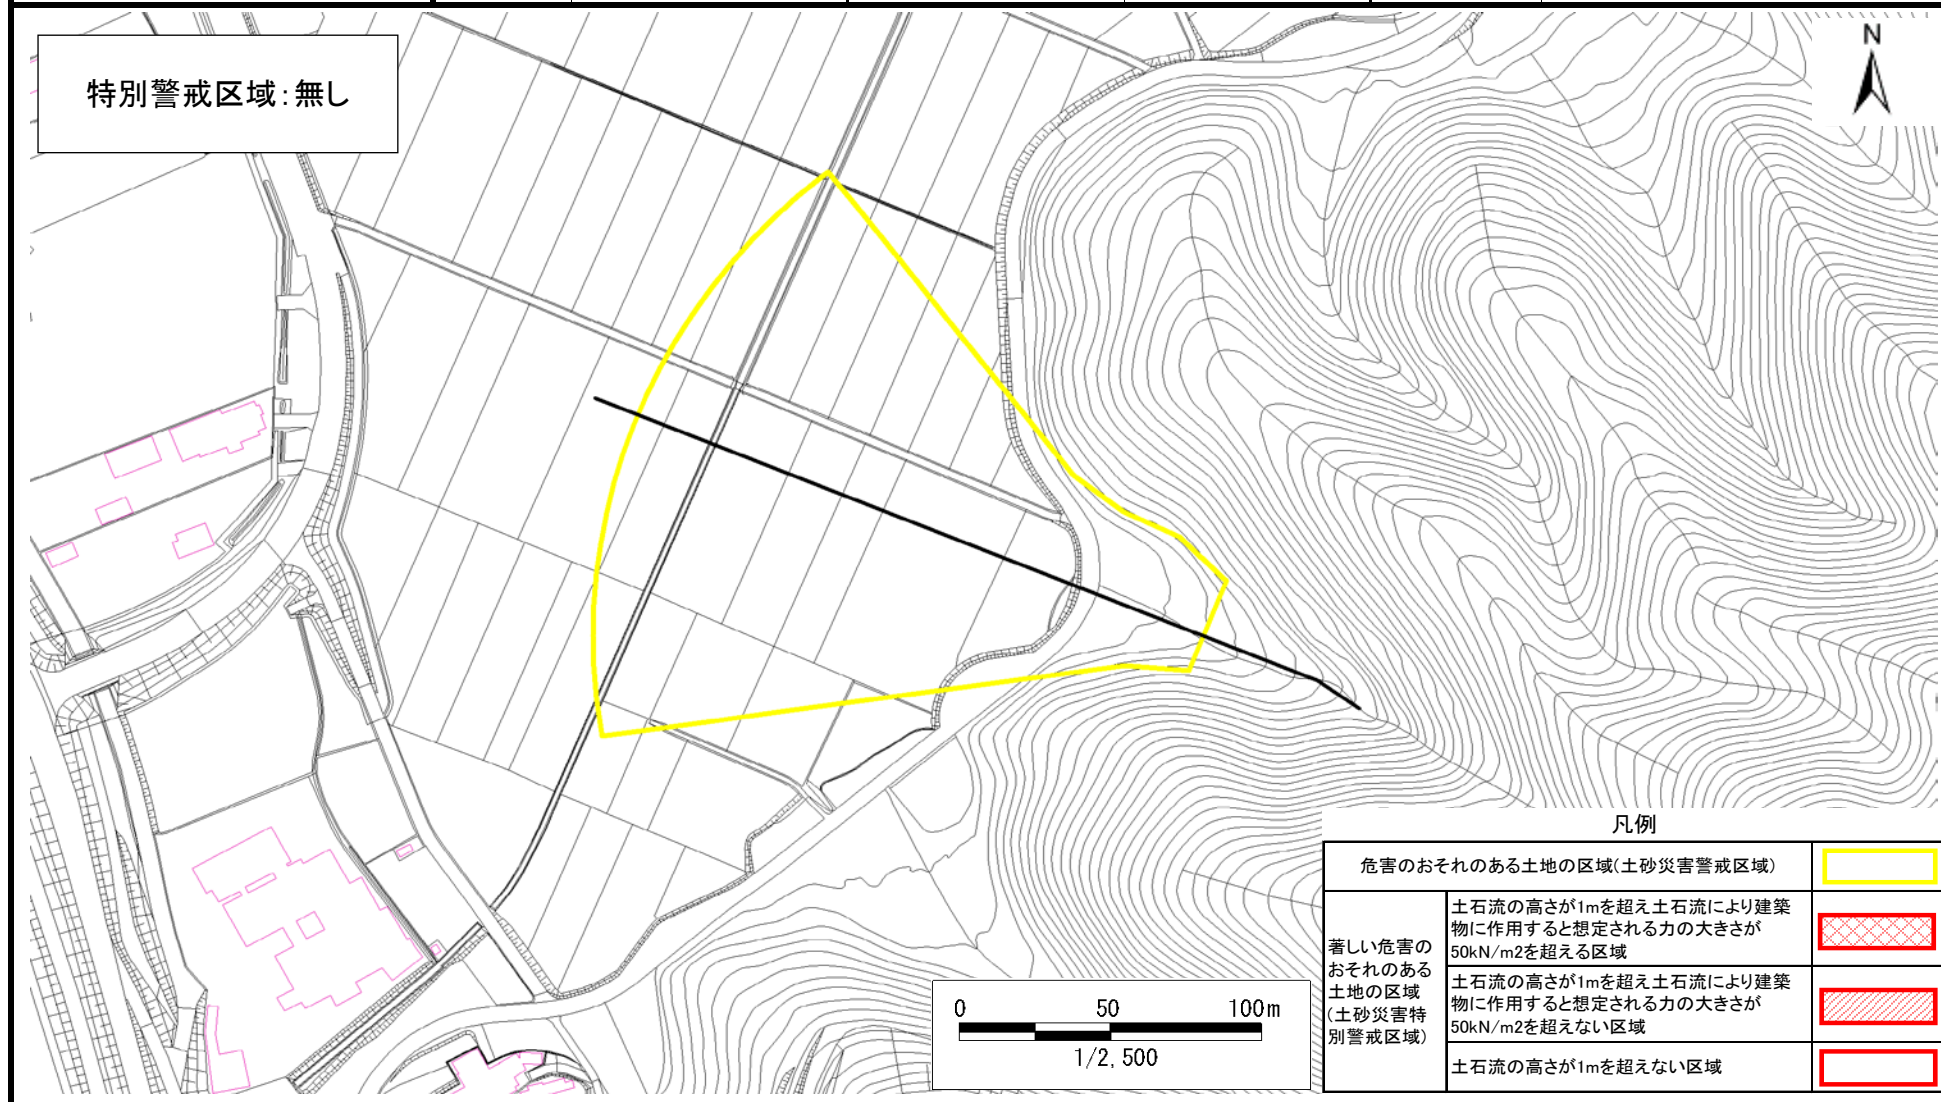 特別警戒区域:無し
N
凡例
危害のおそれのある土地の区域(土砂災害警戒区域)
著しい危害の
おそれのある
土地の区域
(土砂災害特
別警戒区域)
土石流の高さが1mを超え土石流により建築
物に作用すると想定される力の大きさが
50kN/m2を超える区域
土石流の高さが1mを超え土石流により建築
物に作用すると想定される力の大きさが
50kN/m2を超えない区域
土石流の高さが1mを超えない区域
0 50 100m
1/2,500